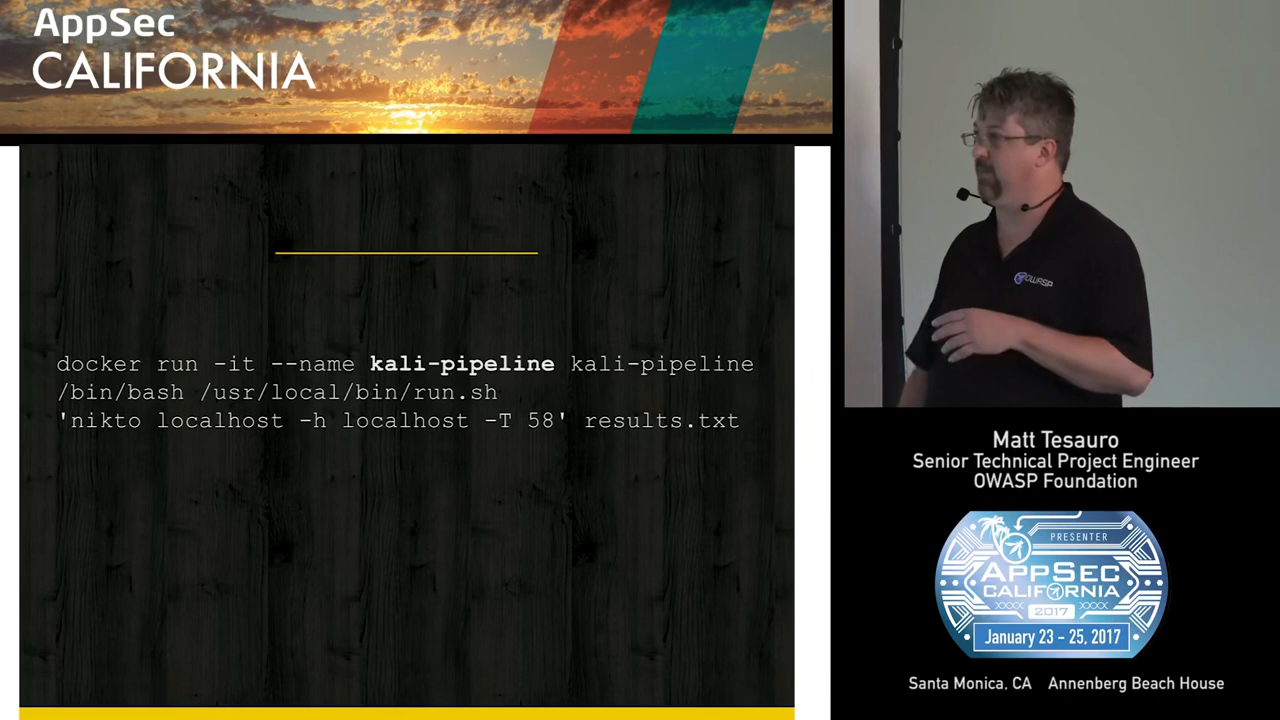 AppSec
CALIFORNIA
docker run -it --name kali-pipeline kali-pipeline
/bin/bash /usr/local/bin/run.sh
'nikto localhost -h localhost -T 58' results.txt
OWASP
Matt Tesauro
Senior Technical Project Engineer
OWASP Foundation
PRESENTER
APPSEC
CALIFORNIA
XXXX 2017 XXXX
January 23 - 25, 2017
Santa Monica, CA Annenberg Beach House